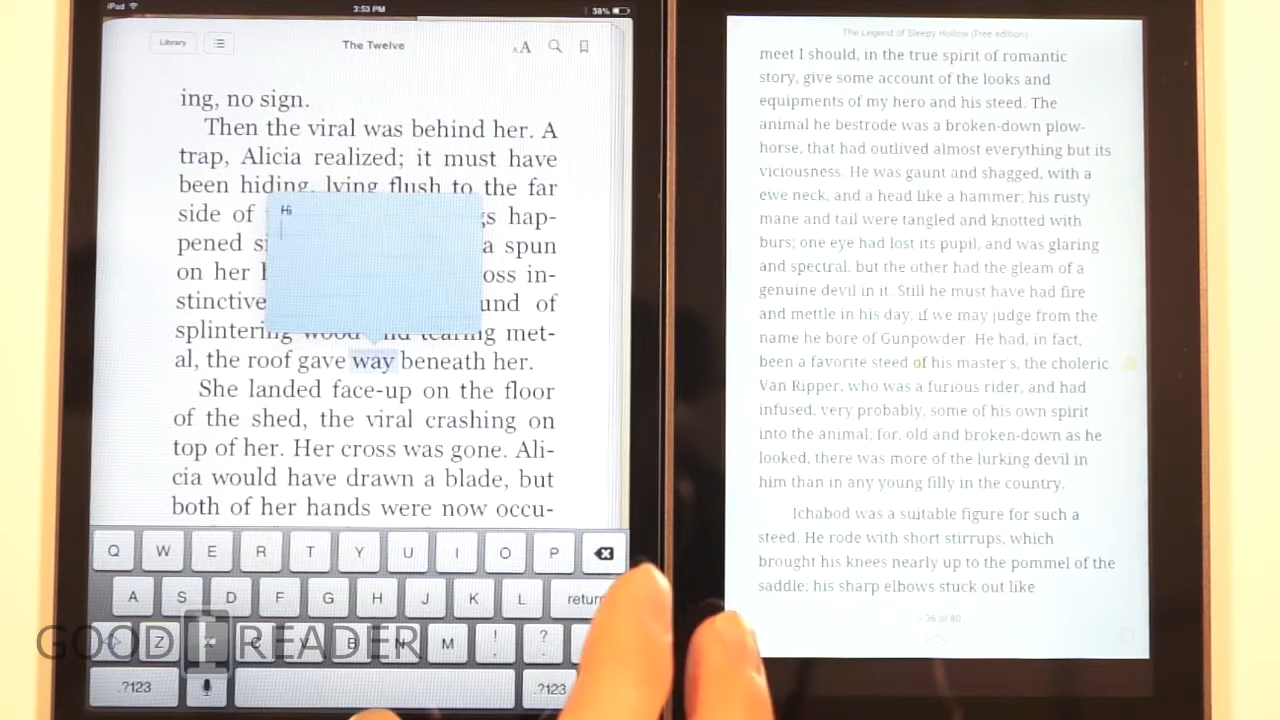 iPad
3:53 PM
38%
Library
The Twelve
AA
ing, no sign.
Then the viral was behind her. A
trap, Alicia realized; it must have
been hiding, lying flush to the far
side of
gs hap-
pened
a spun
on her
oss in-
stinctive
und of
splintering wood and tearing met-
al, the roof gave way beneath her.
She landed face-up on the floor
of the shed, the viral crashing on
top of her. Her cross was gone. Ali-
cia would have drawn a blade, but
both of her hands were now occu-
Hi
Q W E R T Y U I O P
A S D F G H J K L return
Z X C V B N M ! ?
.?123 .?123
GOOD E READER
The Legend of Sleepy Hollow (Free edition)
meet I should, in the true spirit of romantic
story, give some account of the looks and
equipments of my hero and his steed. The
animal he bestrode was a broken-down plow-
horse, that had outlived almost everything but its
viciousness. He was gaunt and shagged, with a
ewe neck, and a head like a hammer; his rusty
mane and tail were tangled and knotted with
burs; one eye had lost its pupil, and was glaring
and spectral, but the other had the gleam of a
genuine devil in it. Still he must have had fire
and mettle in his day, if we may judge from the
name he bore of Gunpowder. He had, in fact,
been a favorite steed of his master's, the choleric
Van Ripper, who was a furious rider, and had
infused, very probably, some of his own spirit
into the animal; for, old and broken-down as he
looked, there was more of the lurking devil in
him than in any young filly in the country.
Ichabod was a suitable figure for such a
steed. He rode with short stirrups, which
brought his knees nearly up to the pommel of the
saddle; his sharp elbows stuck out like
36 of 80